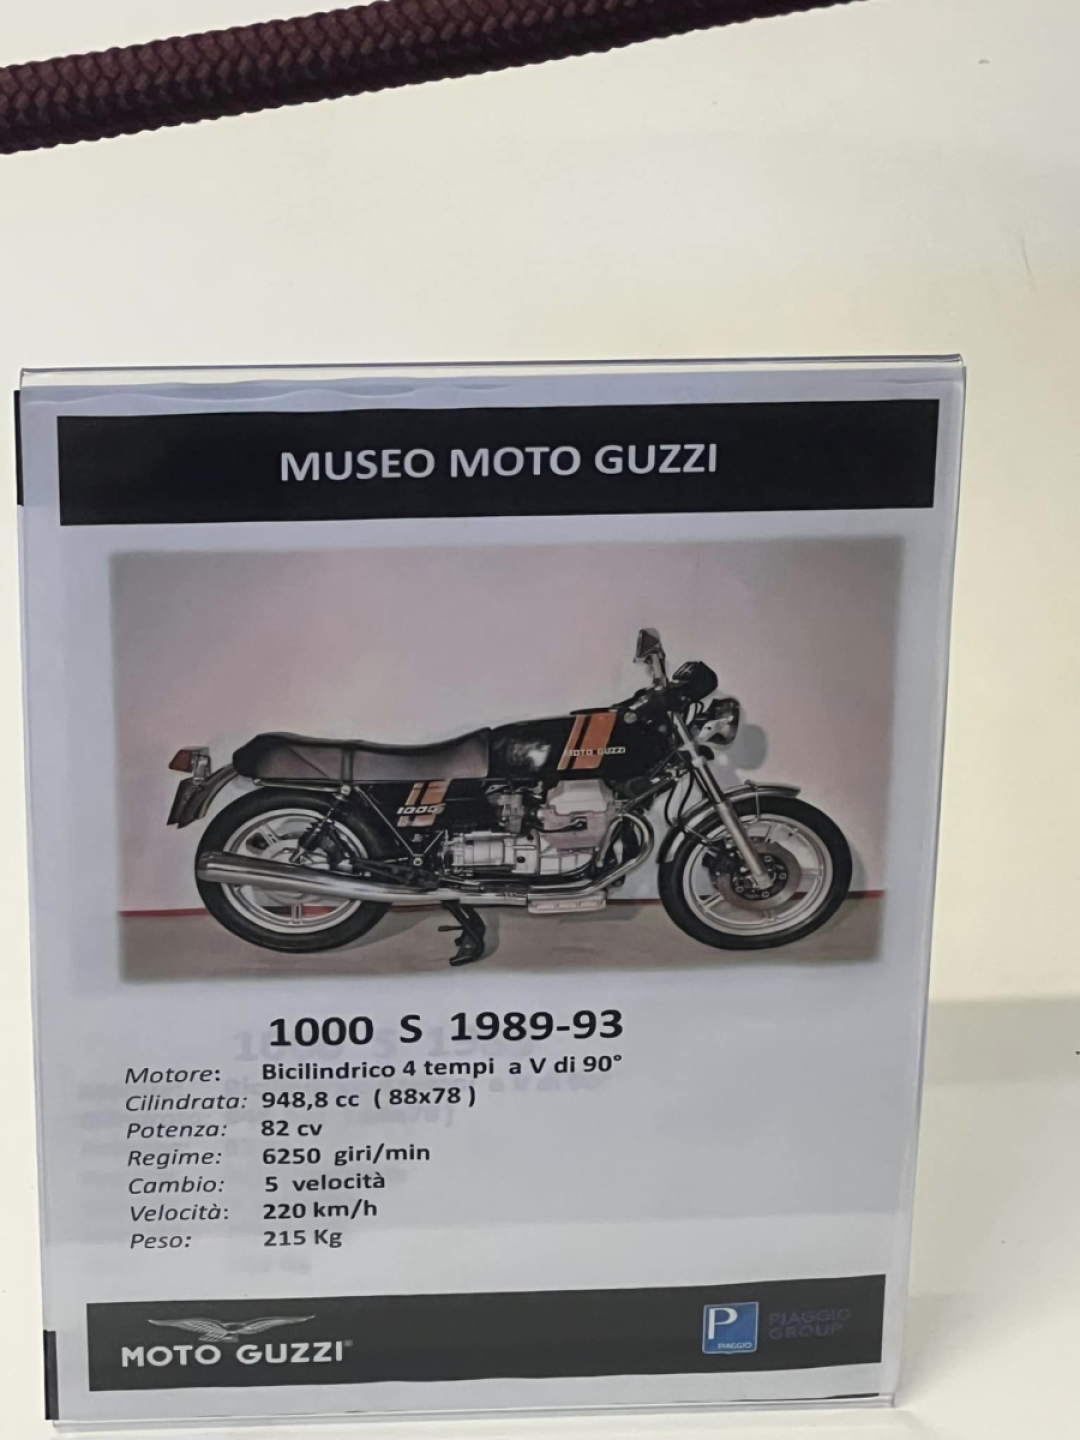 MUSEO MOTO GUZZI
MOTO GUZZI
1000 S
1000 S 1989-93
Motore: Bicilindrico 4 tempi a V di 90°
Cilindrata: 948,8 cc ( 88x78 )
Potenza: 82 cv
Regime: 6250 giri/min
Cambio: 5 velocità
Velocità: 220 km/h
Peso: 215 Kg
MOTO GUZZI®
P
PIAGGIO
PIAGGIO
GROUP